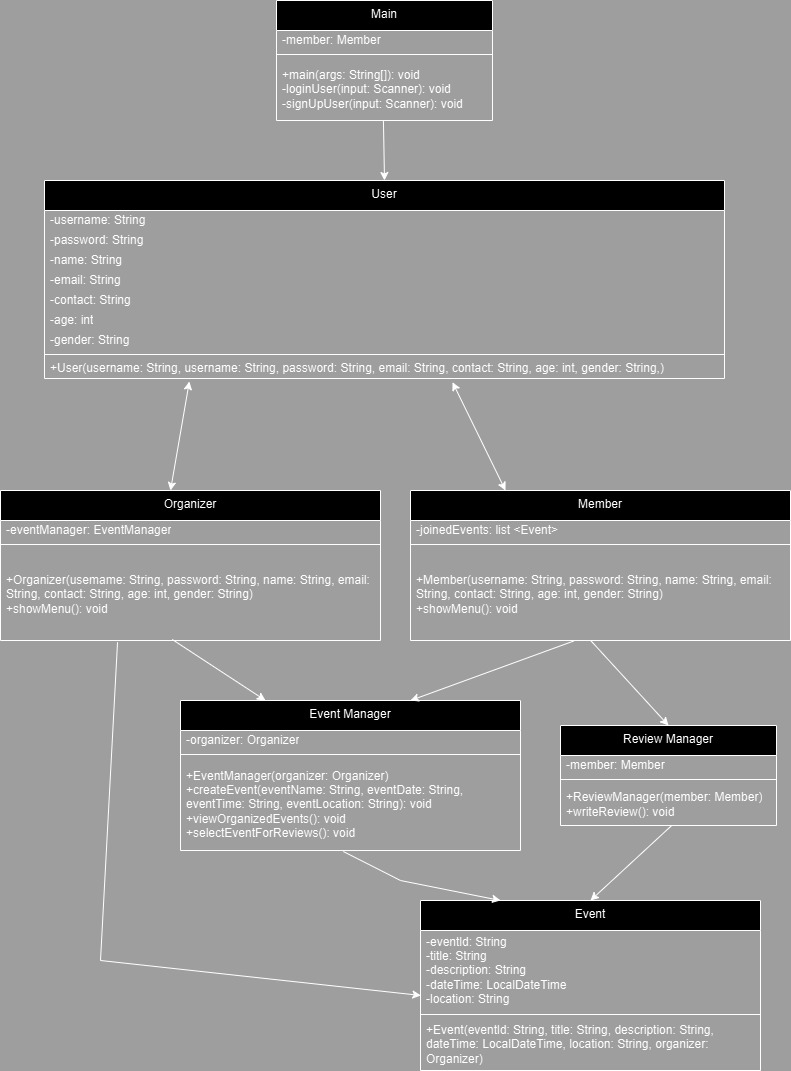 Main
-member: Member
+main(args: String[]): void
-loginUser(input: Scanner): void
-signUpUser(input: Scanner): void
User
-username: String
-password: String
-name: String
-email: String
-contact: String
-age: int
-gender: String
+User(username: String, username: String, password: String, email: String, contact: String, age: int, gender: String,)
Organizer
-eventManager: EventManager
+Organizer(username: String, password: String, name: String, email:
String, contact: String, age: int, gender: String)
+showMenu(): void
Member
-joinedEvents: list <Event>
+Member(username: String, password: String, name: String, email:
String, contact: String, age: int, gender: String)
+showMenu(): void
Event Manager
-organizer: Organizer
+EventManager(organizer: Organizer)
+createEvent(eventName: String, eventDate: String,
eventTime: String, eventLocation: String): void
+viewOrganizedEvents(): void
+selectEventForReviews(): void
Review Manager
-member: Member
+ReviewManager(member: Member)
+writeReview(): void
Event
-eventId: String
-title: String
-description: String
-dateTime: LocalDateTime
-location: String
+Event(eventId: String, title: String, description: String,
dateTime: LocalDateTime, location: String, organizer:
Organizer)